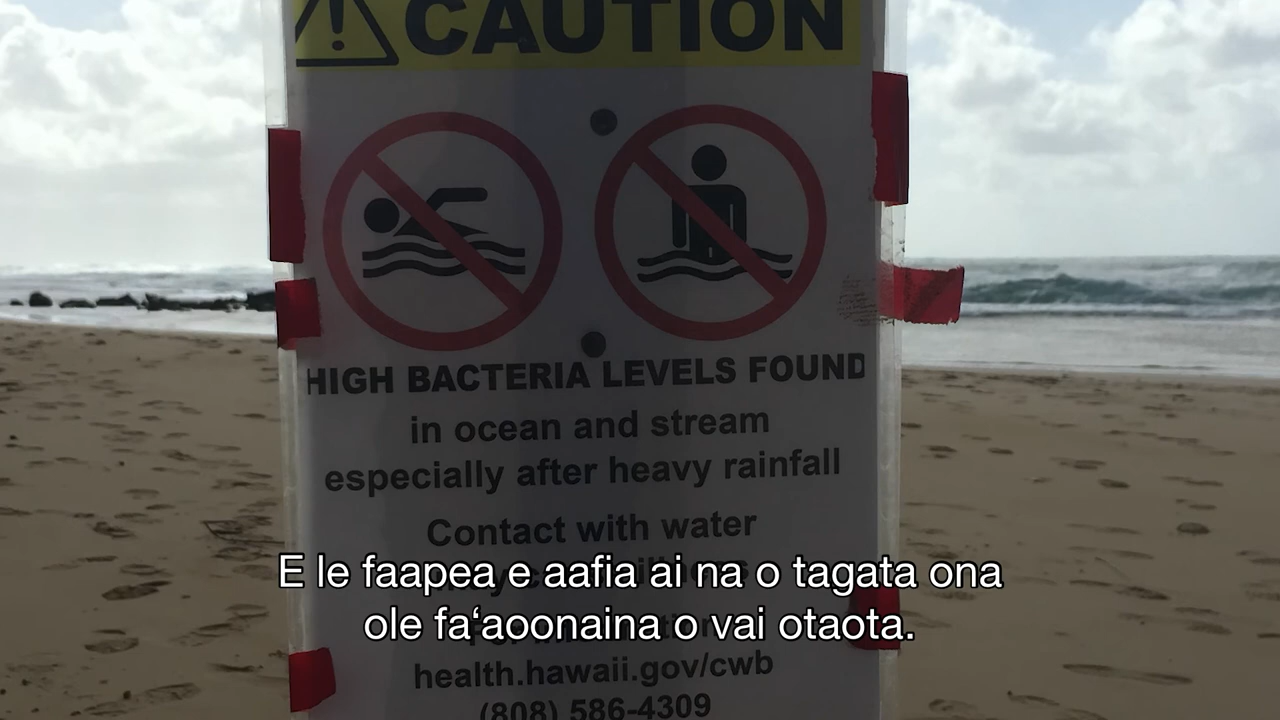 CAUTION
HIGH BACTERIA LEVELS FOUND
in ocean and stream
especially after heavy rainfall
Contact with water
E le faapea e aafia ai na o tagata ona
ole fa‘aoonaina o vai otaota.
health.hawaii.gov/cwb
(808) 586-4309